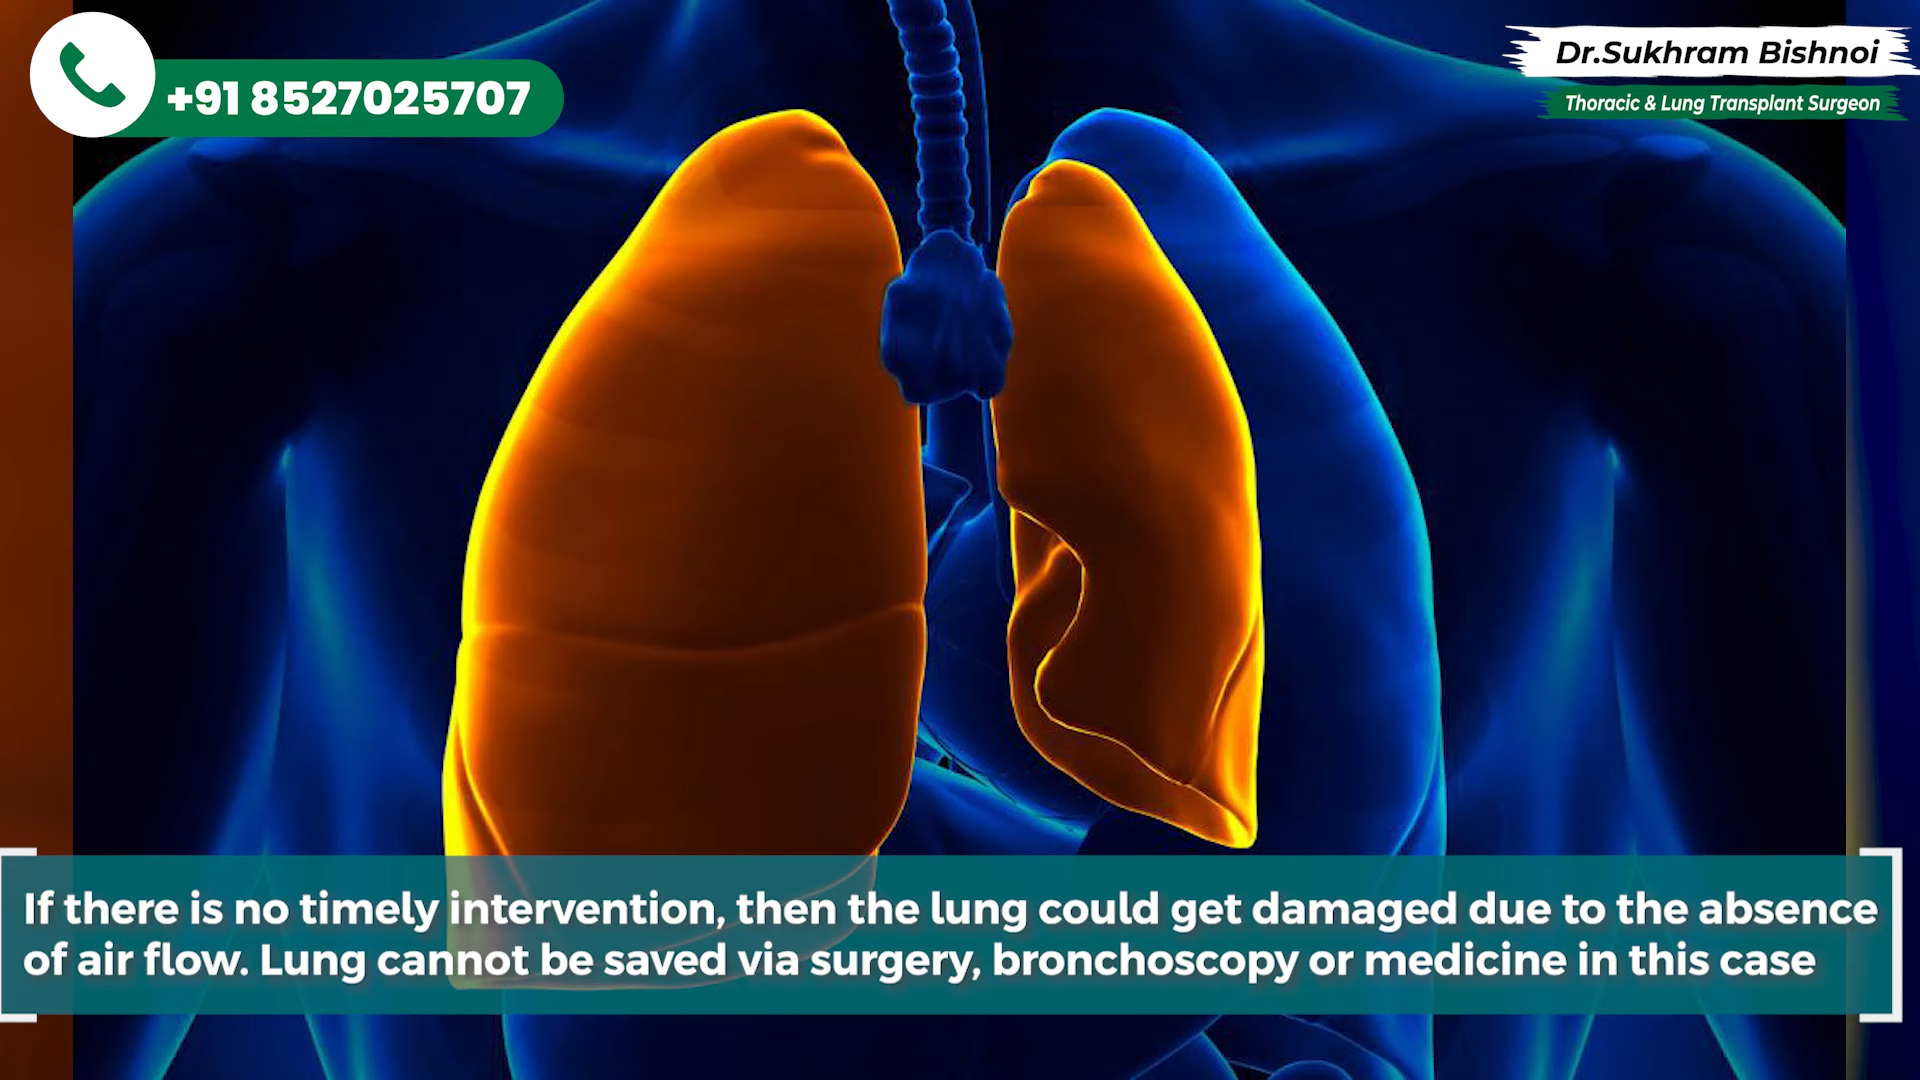 +91 8527025707
Dr.Sukhram Bishnoi
Thoracic & Lung Transplant Surgeon
If there is no timely intervention, then the lung could get damaged due to the absence
of air flow. Lung cannot be saved via surgery, bronchoscopy or medicine in this case